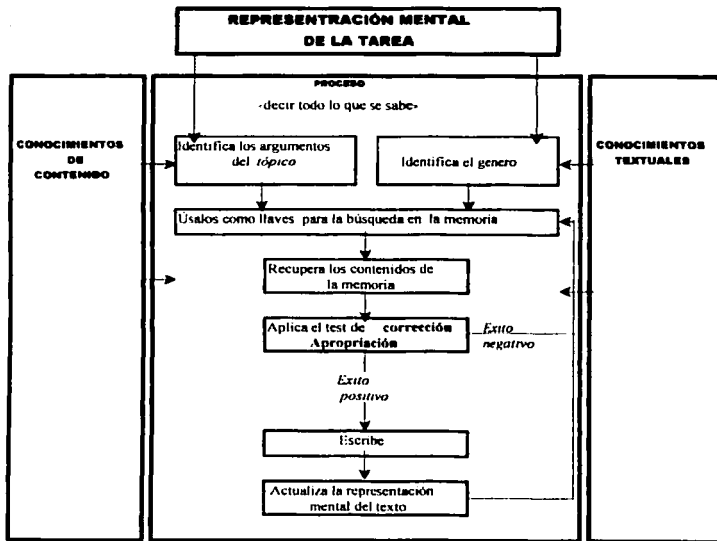 REPRESENTRACIÓN MENTAL
DE LA TAREA
PROCESO
-decir todo lo que se sabe-
CONOCIMIENTOS
DE
CONTENIDO
Identifica los argumentos
del tópico
Identifica el genero
CONOCIMIENTOS
TEXTUALES
Úsalos como llaves para la búsqueda en la memoria
Recupera los contenidos de
la memoria
Aplica el test de corrección
Apropriación
Exito
negativo
Exito
positivo
Escribe
Actualiza la representación
mental del texto